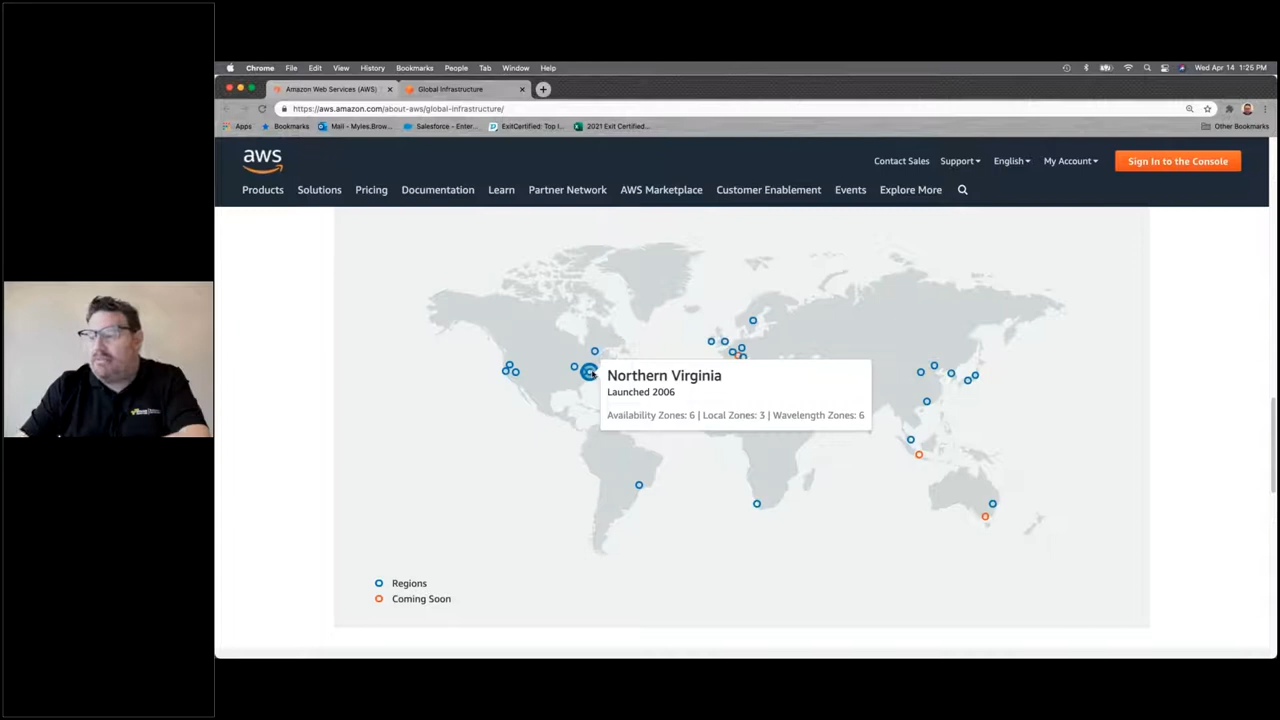 Chrome File Edit View History Bookmarks People Tab Window Help Wed Apr 14 1:25 PM
Amazon Web Services (AWS) Global Infrastructure
https://aws.amazon.com/about-aws/global-infrastructure/
Apps Bookmarks Mail - Myles.Brow... Salesforce - Enter... ExitCertified: Top I... 2021 Exit Certified... Other Bookmarks
aws
Contact Sales Support English My Account Sign In to the Console
Products Solutions Pricing Documentation Learn Partner Network AWS Marketplace Customer Enablement Events Explore More
Northern Virginia
Launched 2006
Availability Zones: 6 | Local Zones: 3 | Wavelength Zones: 6
Regions
Coming Soon